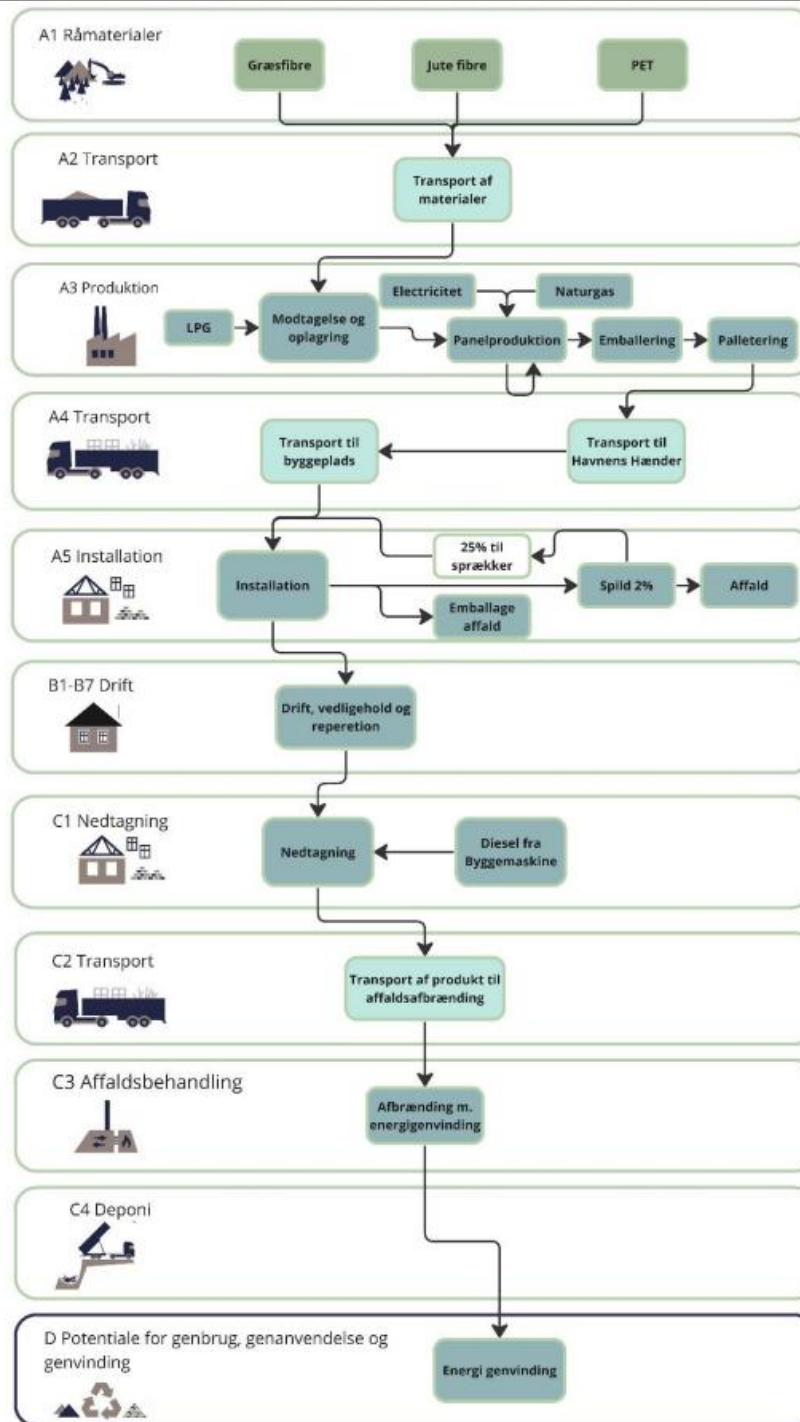 A1 Råmaterialer
Græsfibre
Jute fibre
PET
A2 Transport
Transport af
materialer
A3 Produktion
Electricitet
Naturgas
LPG
Modtagelse og
oplagring
Panelproduktion
Emballering
Palletering
A4 Transport
Transport til
byggeplads
Transport til
Havnens Hænder
A5 Installation
25% til
sprækker
Installation
Spild 2%
Affald
Emballage
affald
B1-B7 Drift
Drift, vedligehold og
reperetion
C1 Nedtagning
Nedtagning
Diesel fra
Byggemaskine
C2 Transport
Transport af produkt til
affaldsafbrænding
C3 Affaldsbehandling
Afbrænding m.
energigenvinding
C4 Deponi
D Potentiale for genbrug, genanvendelse og
genvinding
Energi genvinding